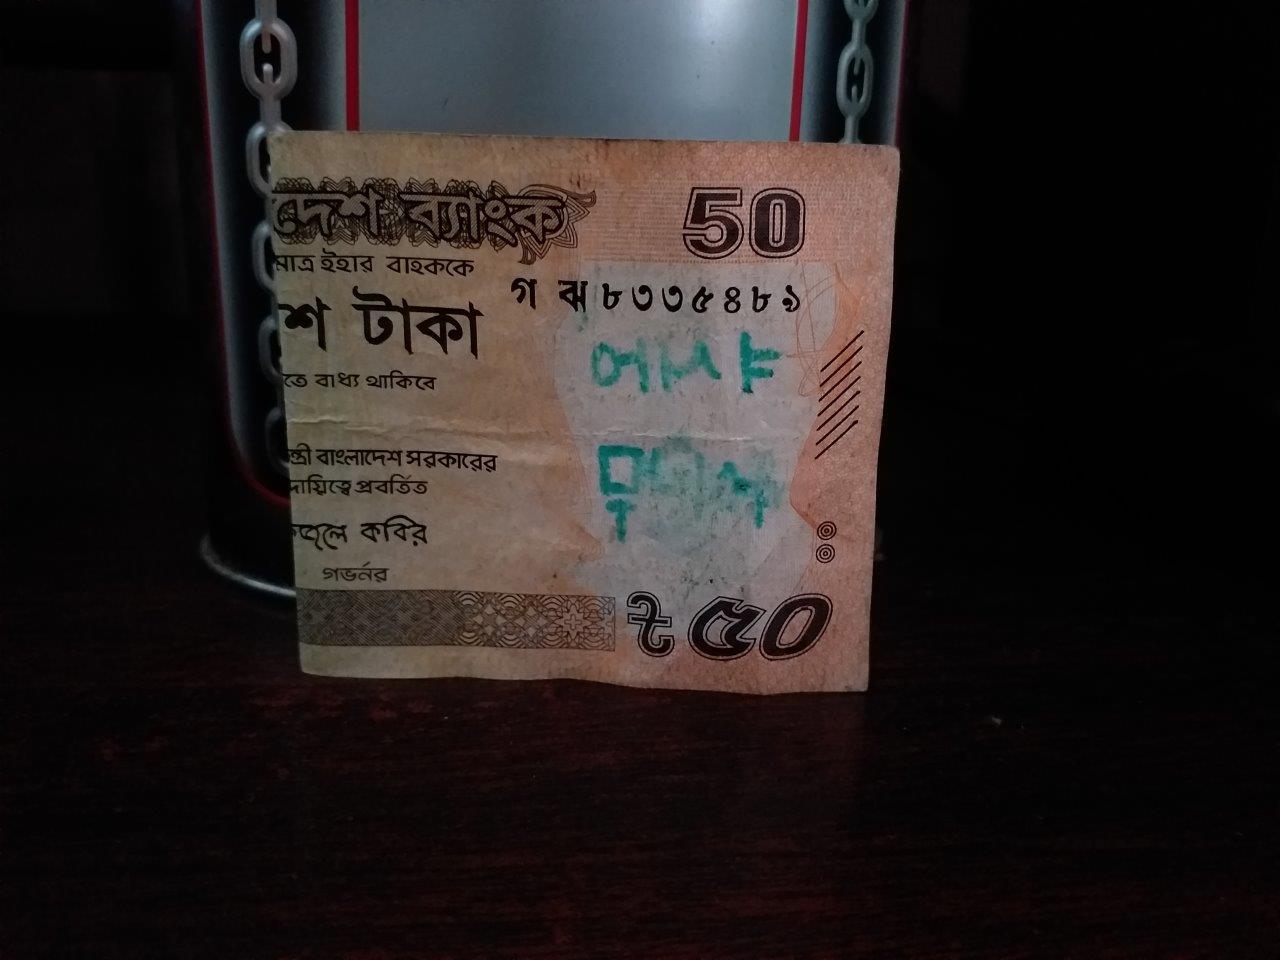 দেশ ব্যাংক 50
মাত্র ইহার বাহককে
গ ঝ ৮৩৩৫৪৮৯
শ টাকা
তে বাধ্য থাকিবে
ন্ত্রী বাংলাদেশ সরকারের
দায়িত্বে প্রবর্তিত
কবির
গভর্নর
৳ ৫০